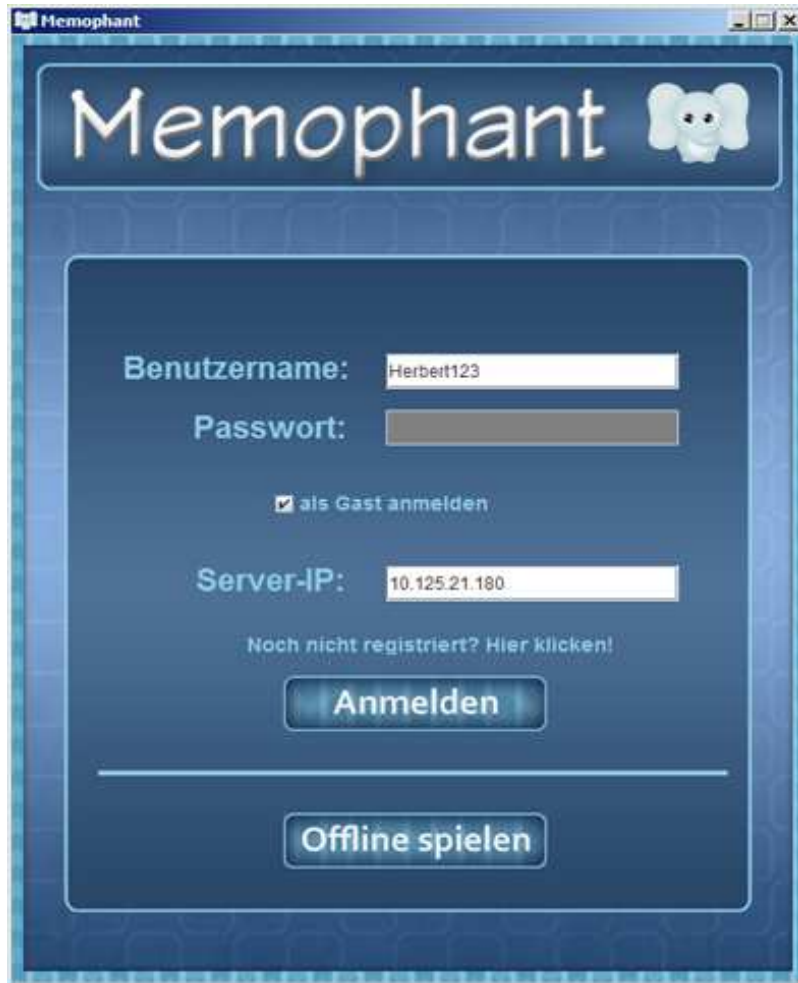 Memophant
Memophant
Benutzername: Herbert123
Passwort:
als Gast anmelden
Server-IP: 10.125.21.180
Noch nicht registriert? Hier klicken!
Anmelden
Offline spielen